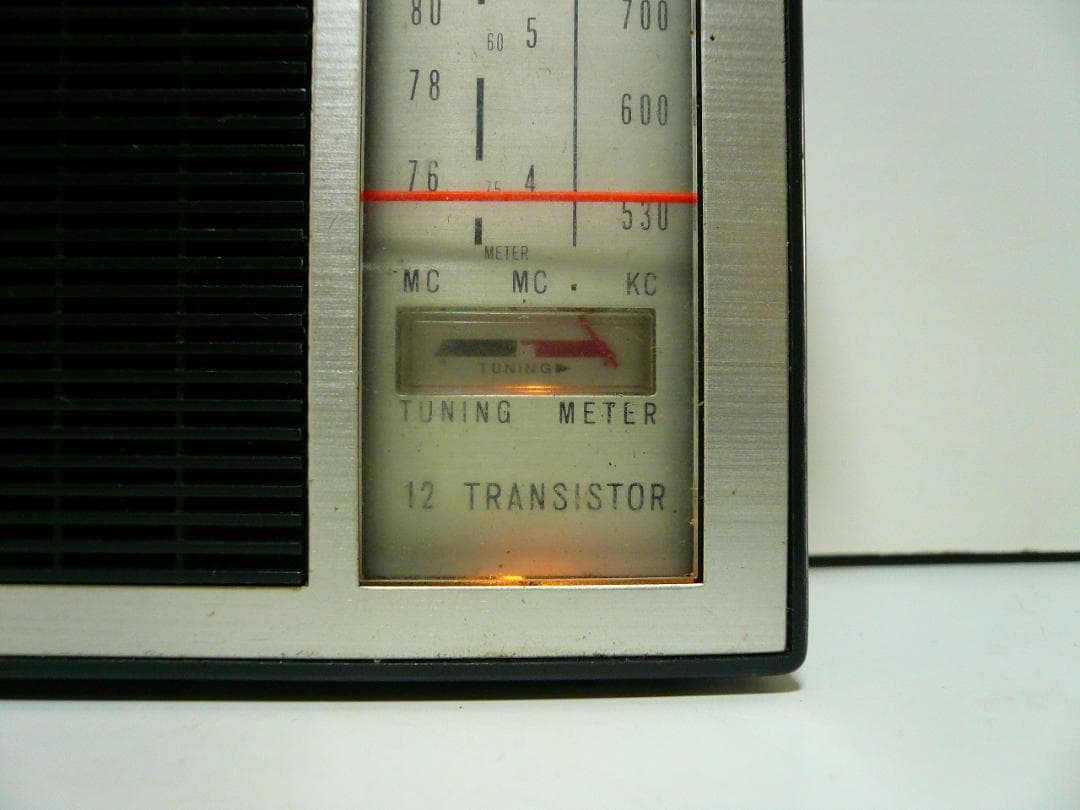 80 700
60 5
78 600
76 75 4
530
METER
MC MC KC
TUNING▶
TUNING METER
12 TRANSISTOR